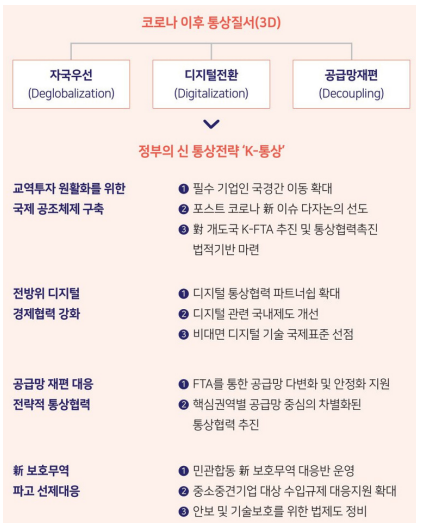 코로나 이후 통상질서(3D)
자국우선
(Deglobalization)
디지털전환
(Digitalization)
공급망재편
(Decoupling)
정부의 신 통상전략 ‘K-통상’
교역투자 원활화를 위한
국제 공조체제 구축
❶ 필수 기업인 국경간 이동 확대
❷ 포스트 코로나 新 이슈 다자논의 선도
❸ 對 개도국 K-FTA 추진 및 통상협력촉진
법적기반 마련
전방위 디지털
경제협력 강화
❶ 디지털 통상협력 파트너쉽 확대
❷ 디지털 관련 국내제도 개선
❸ 비대면 디지털 기술 국제표준 선점
공급망 재편 대응
전략적 통상협력
❶ FTA를 통한 공급망 다변화 및 안정화 지원
❷ 핵심권역별 공급망 중심의 차별화된
통상협력 추진
新 보호무역
파고 선제대응
❶ 민관합동 新 보호무역 대응반 운영
❷ 중소중견기업 대상 수입규제 대응지원 확대
❸ 안보 및 기술보호를 위한 법제도 정비